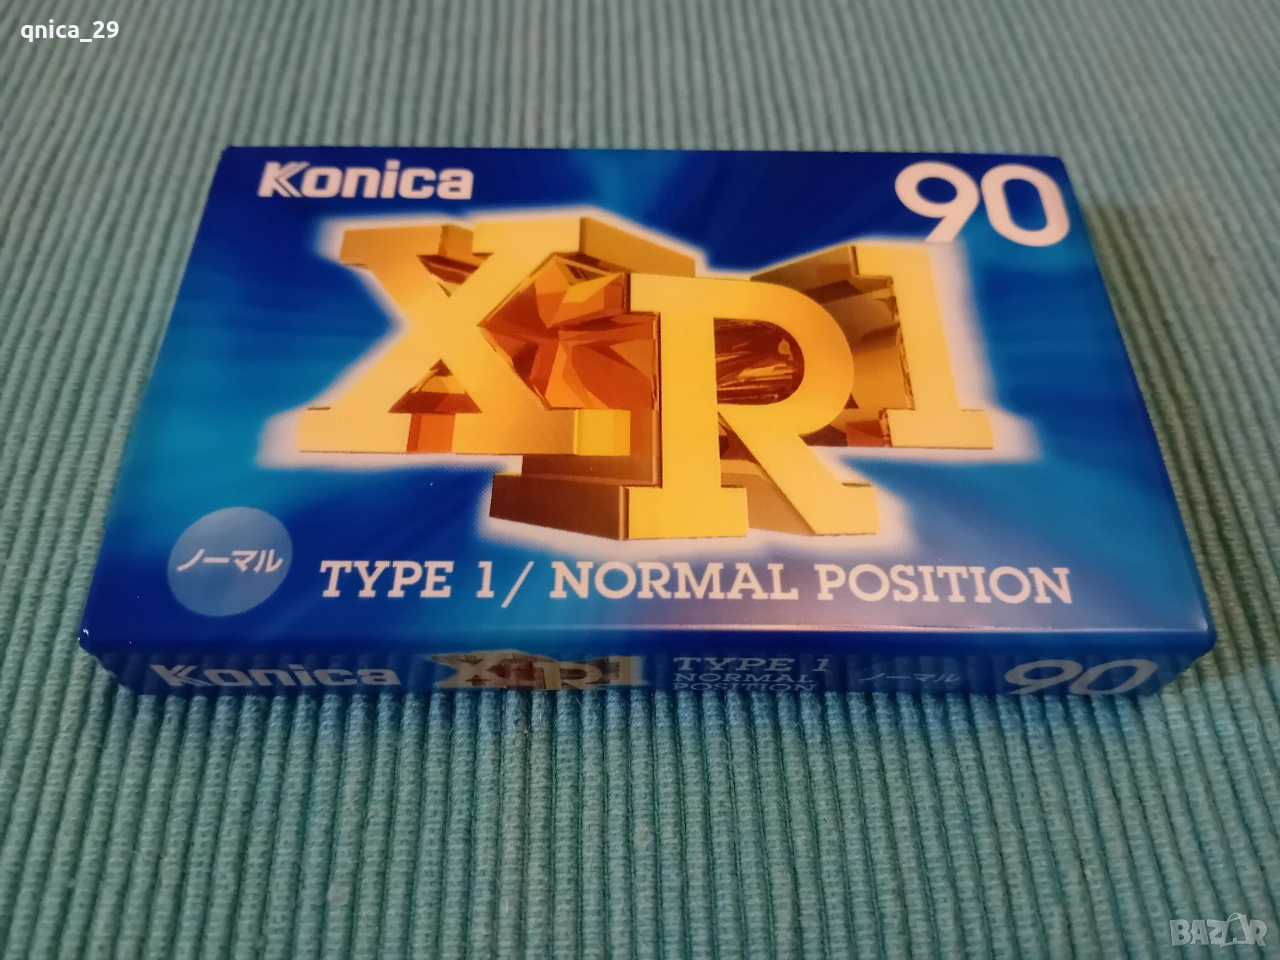 qnica_29
Konica
90
XR1
ノーマル
TYPE 1/ NORMAL POSITION
Konica XR1 TYPE 1 ノーマル 90
NORMAL
POSITION
BAZAR